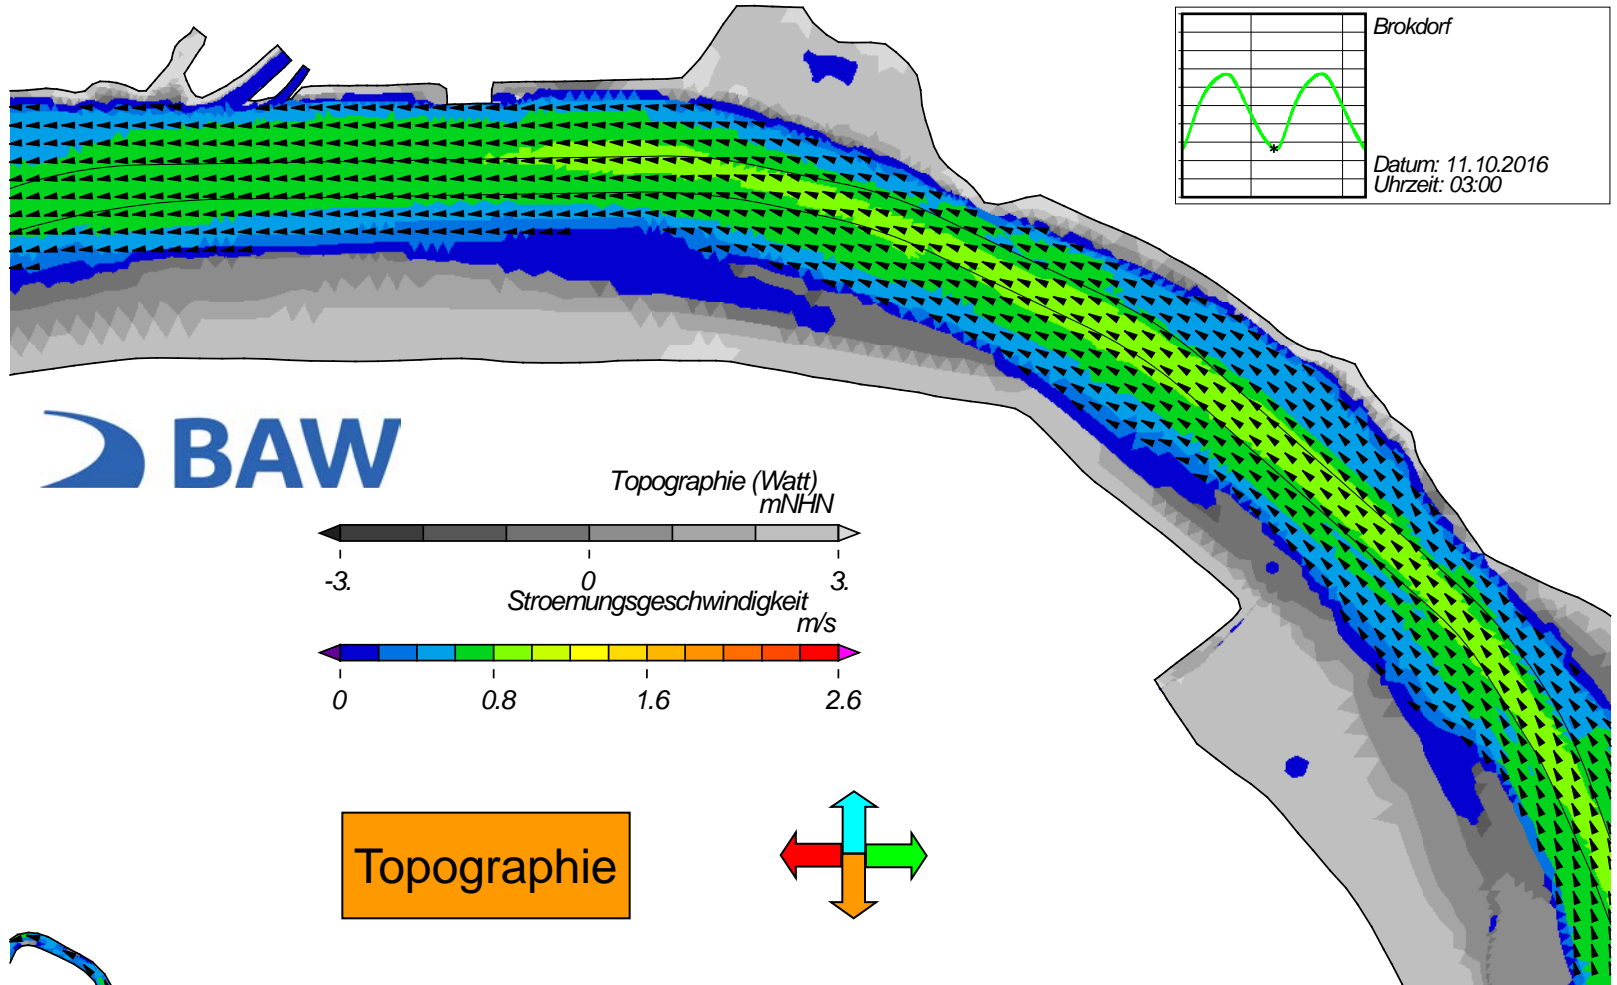 Brokdorf
Datum: 11.10.2016
Uhrzeit: 03:00
BAW
Topographie (Watt)
mNHN
-3. 0 3.
Stroemungsgeschwindigkeit
m/s
0 0.8 1.6 2.6
Topographie